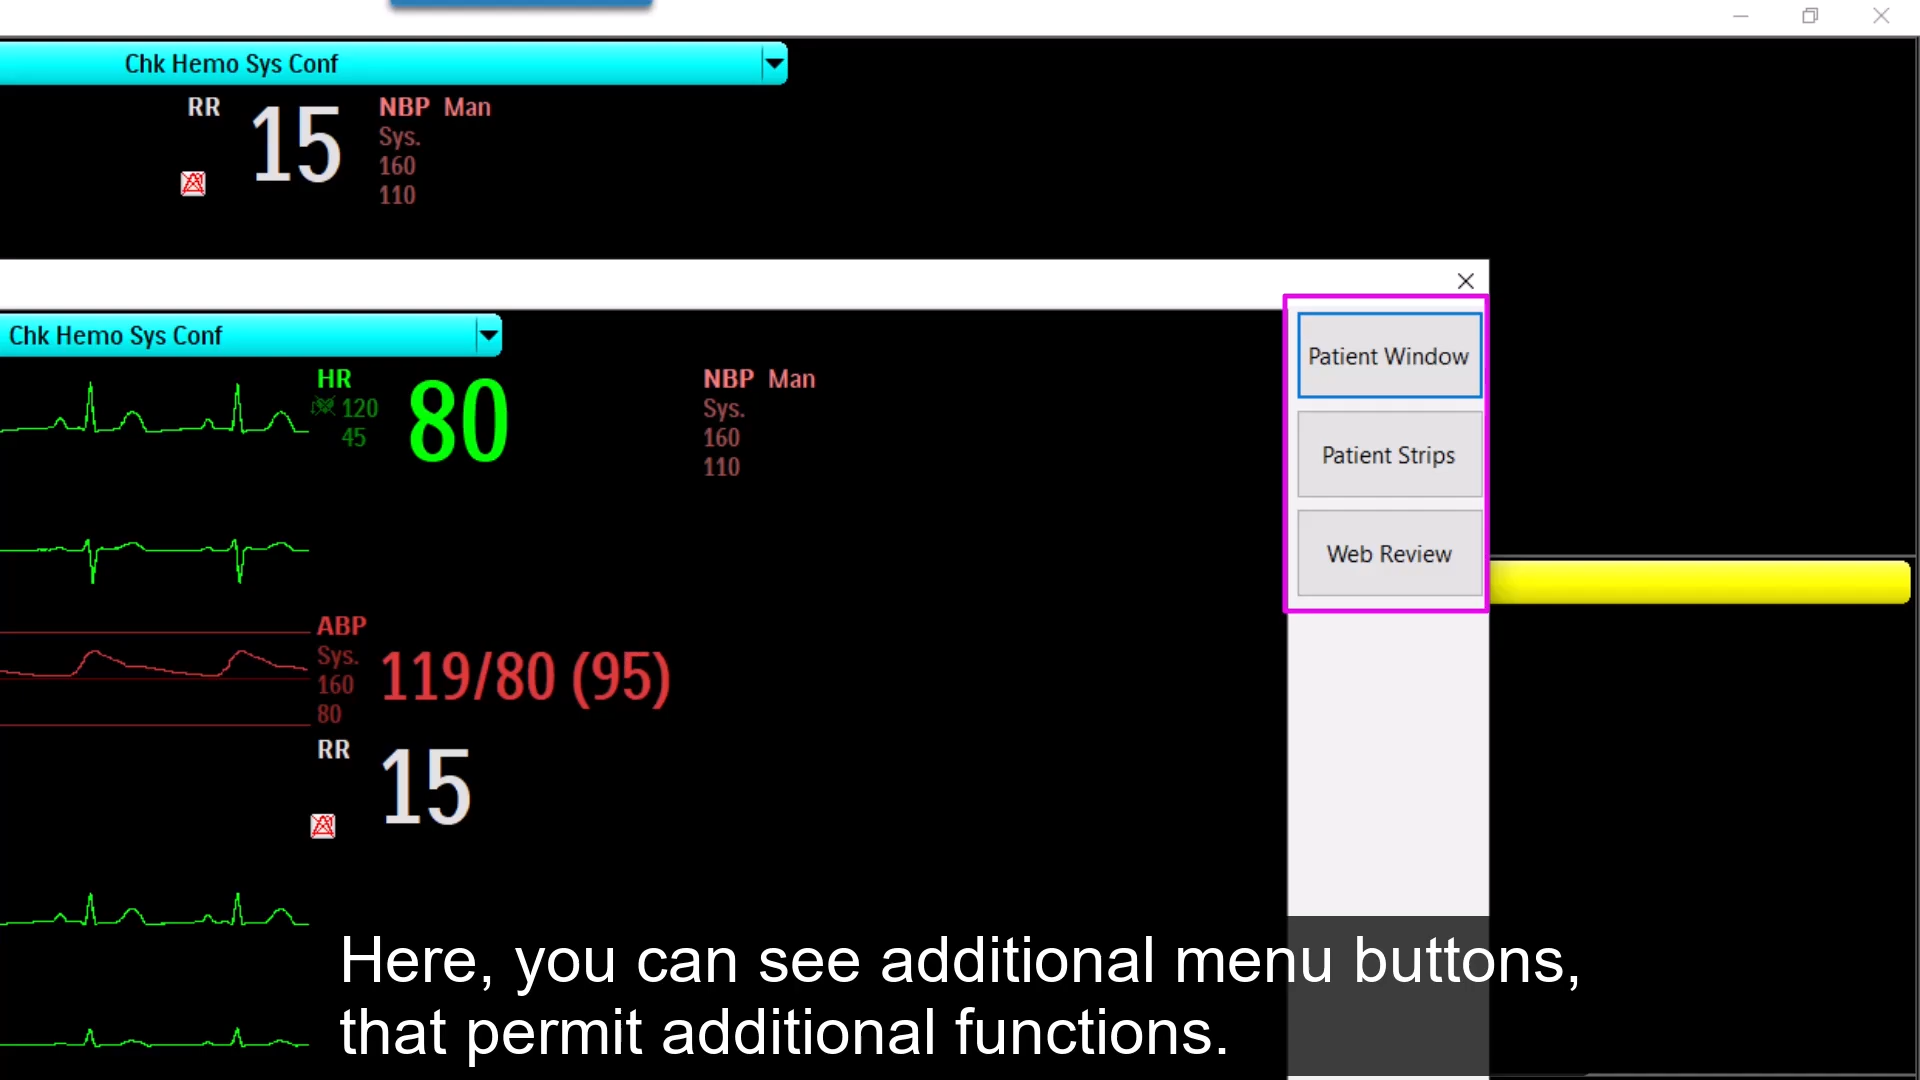 Chk Hemo Sys Conf
RR 15 NBP Man
Sys.
160
110
Chk Hemo Sys Conf
HR 80 NBP Man
120 Sys.
45 160
110
Patient Window
Patient Strips
Web Review
ABP
Sys. 119/80 (95)
160
80
RR 15
Here, you can see additional menu buttons,
that permit additional functions.